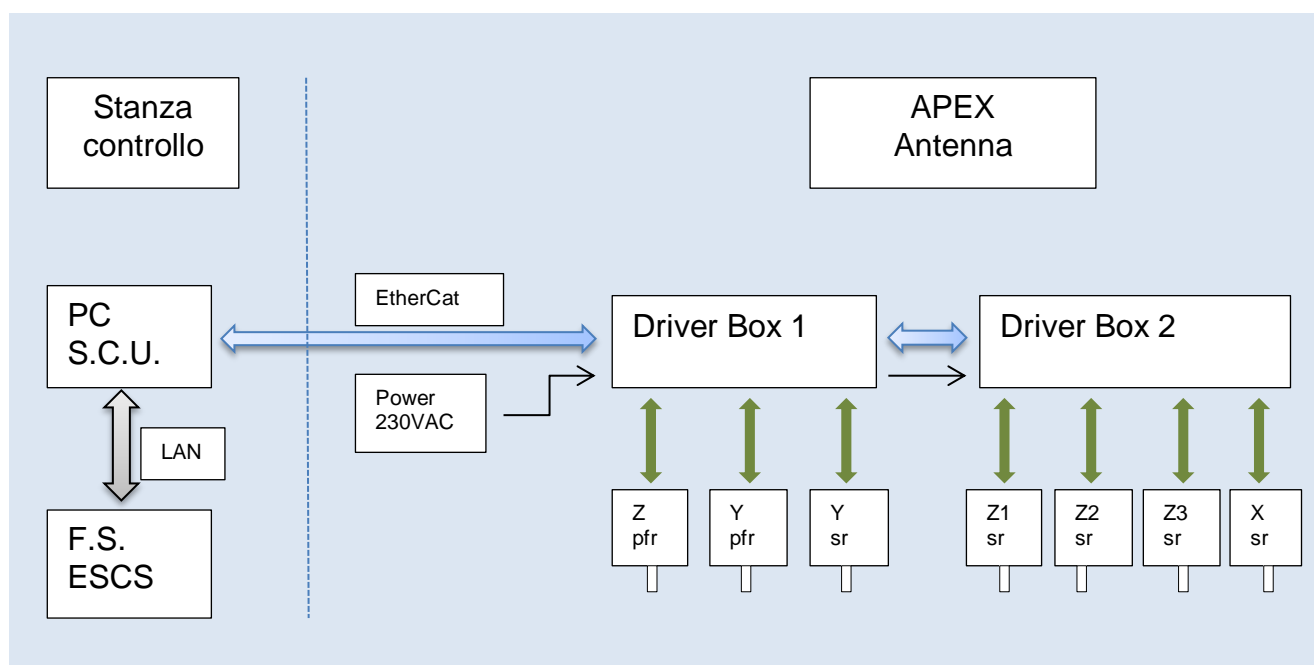 Stanza
controllo
APEX
Antenna
EtherCat
PC
S.C.U.
Driver Box 1
Driver Box 2
Power
230VAC
LAN
F.S.
ESCS
Z
pfr
Y
pfr
Y
sr
Z1
sr
Z2
sr
Z3
sr
X
sr